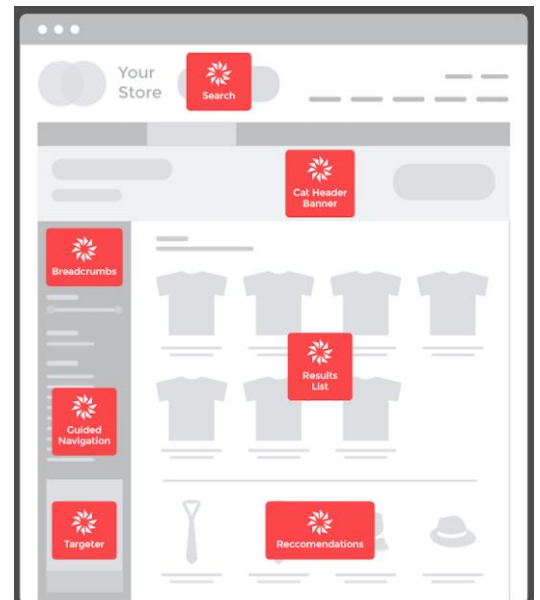 Your
Store
Search
Cat Header
Banner
Breadcrumbs
Results
List
Guided
Navigation
Targeter
Reccomendations